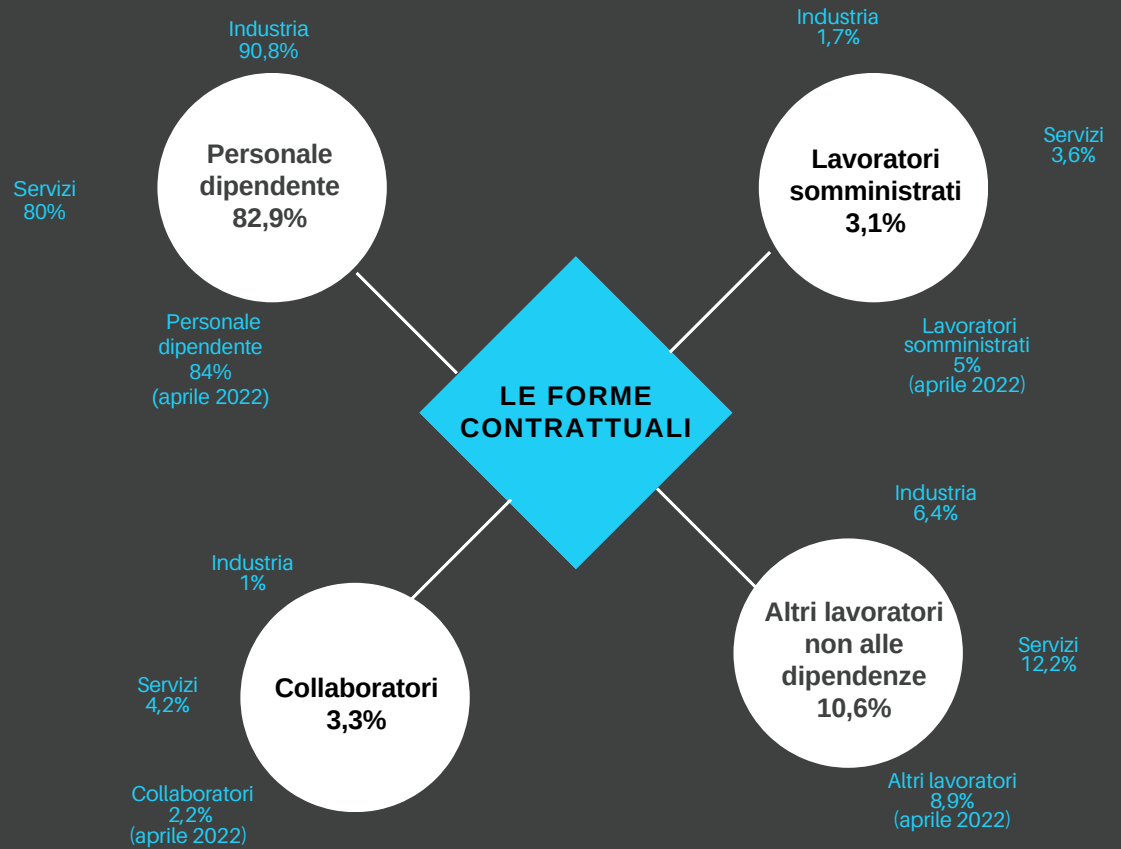 Industria
90,8%
Personale
dipendente
82,9%
Servizi
80%
Personale
dipendente
84%
(aprile 2022)
Industria
1,7%
Lavoratori
somministrati
3,1%
Servizi
3,6%
Lavoratori
somministrati
5%
(aprile 2022)
LE FORME
CONTRATTUALI
Industria
1%
Servizi
4,2%
Collaboratori
3,3%
Collaboratori
2,2%
(aprile 2022)
Industria
6,4%
Altri lavoratori
non alle
dipendenze
10,6%
Servizi
12,2%
Altri lavoratori
8,9%
(aprile 2022)